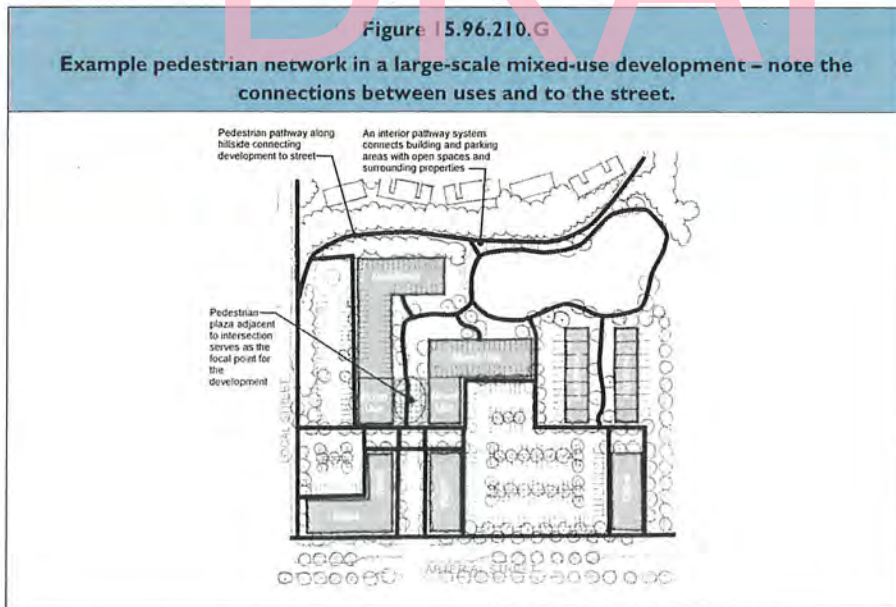 DRAF
Figure 15.96.210.G
Example pedestrian network in a large-scale mixed-use development – note the
connections between uses and to the street.
Pedestrian pathway along
hillside connecting
development to street
An interior pathway system
connects building and parking
areas with open spaces and
surrounding properties
Pedestrian
plaza adjacent
to intersection
serves as the
focal point for
the
development
LOCAL STREET
ARTERIAL STREET